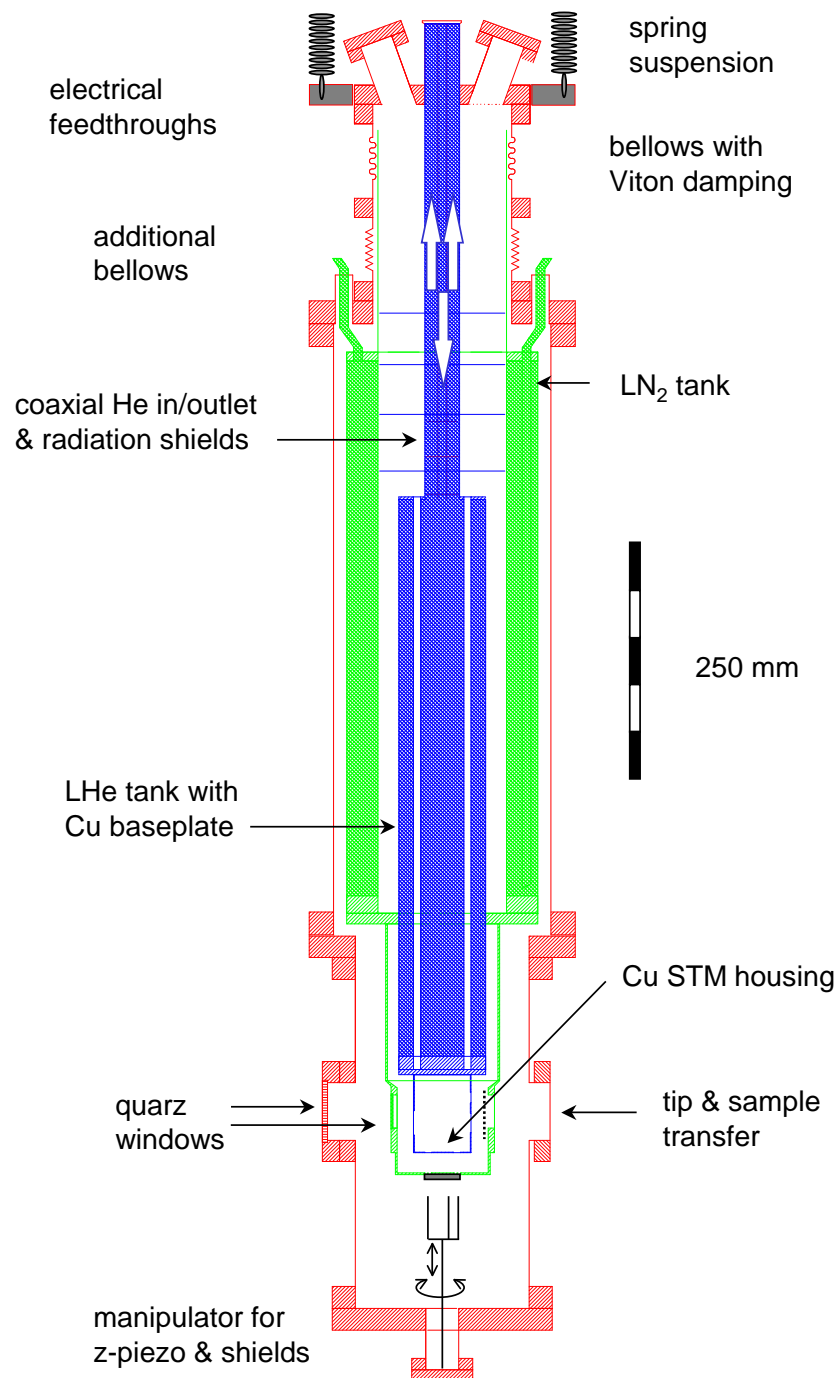 spring
suspension
electrical
feedthroughs
bellows with
Viton damping
additional
bellows
LN₂ tank
coaxial He in/outlet
& radiation shields
250 mm
LHe tank with
Cu baseplate
Cu STM housing
quarz
windows
tip & sample
transfer
manipulator for
z-piezo & shields